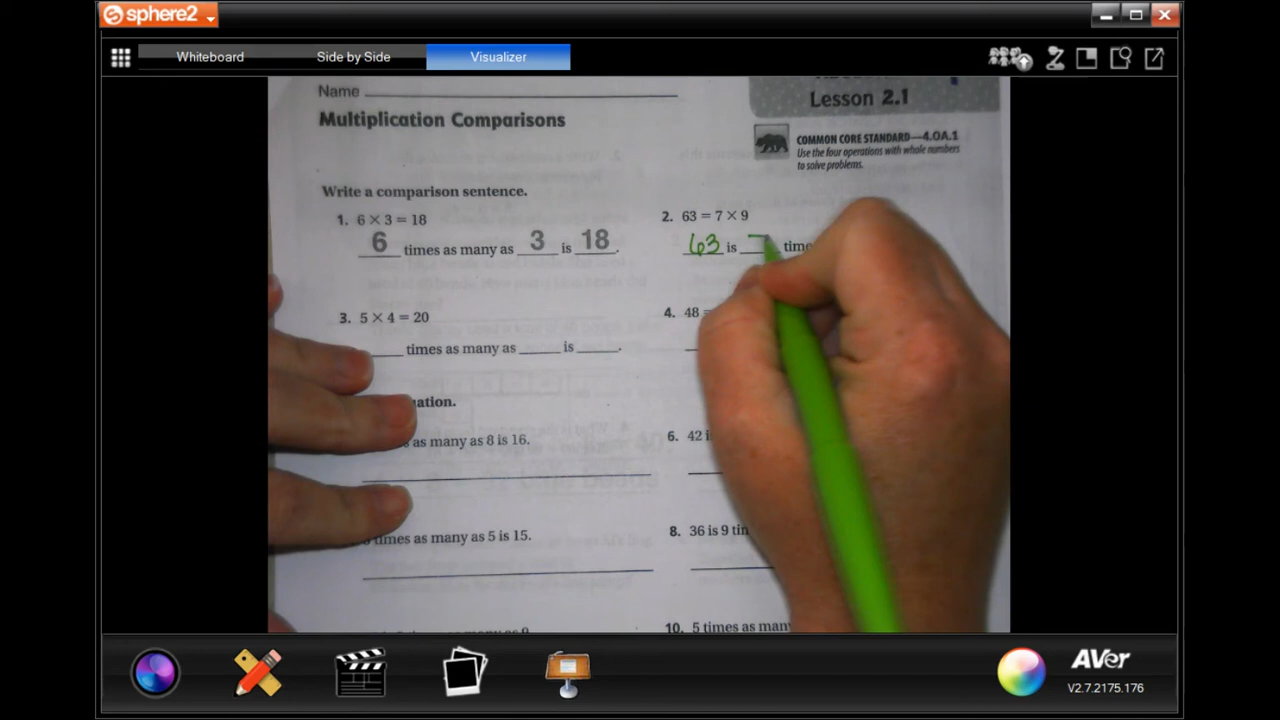 sphere2
Whiteboard Side by Side Visualizer
Name
Lesson 2.1
Multiplication Comparisons
COMMON CORE STANDARD—4.OA.1
Use the four operations with whole numbers
to solve problems.
Write a comparison sentence.
1. 6 × 3 = 18
6 times as many as 3 is 18.
2. 63 = 7 × 9
63 is 7 time
3. 5 × 4 = 20
times as many as is .
4. 48 =
ation.
as many as 8 is 16.
6. 42 i
times as many as 5 is 15.
8. 36 is 9 tim
10. 5 times as many
AVer
V2.7.2175.176